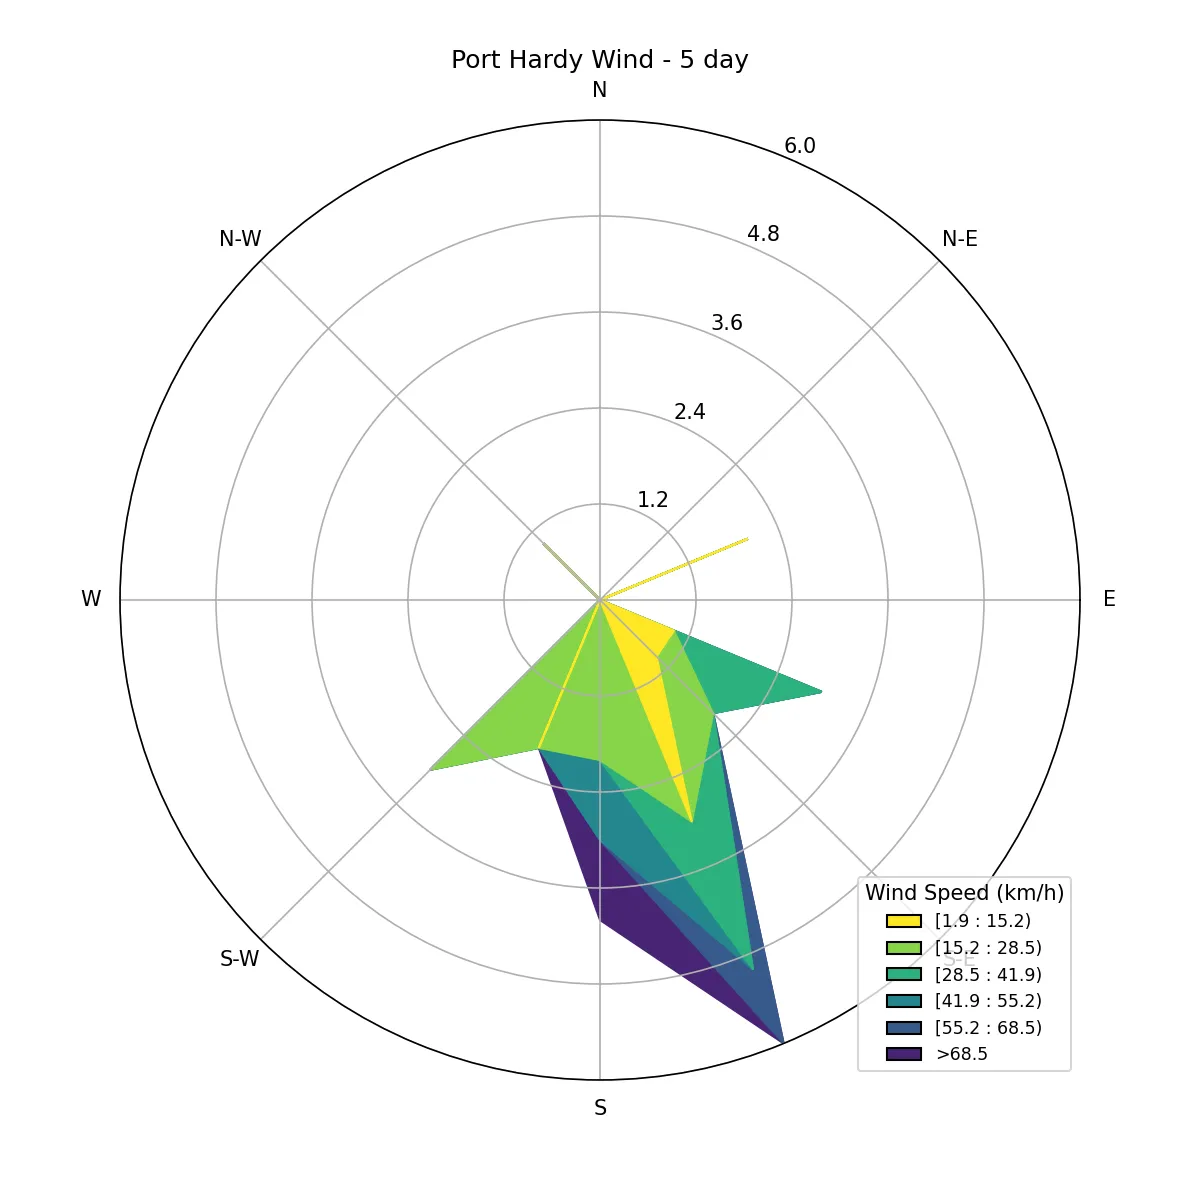 Port Hardy Wind - 5 day
N
6.0
N-W
4.8
N-E
3.6
2.4
1.2
W
E
Wind Speed (km/h)
[1.9 : 15.2)
[15.2 : 28.5)
S-W
S-E
[28.5 : 41.9)
[41.9 : 55.2)
[55.2 : 68.5)
>68.5
S